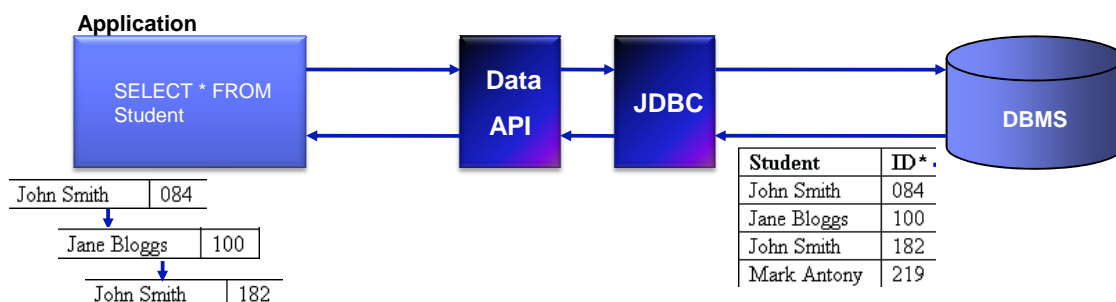 Application
SELECT * FROM
Student
Data
API
JDBC
DBMS
John Smith 084
Jane Bloggs 100
John Smith 182
Student ID*
John Smith 084
Jane Bloggs 100
John Smith 182
Mark Antony 219